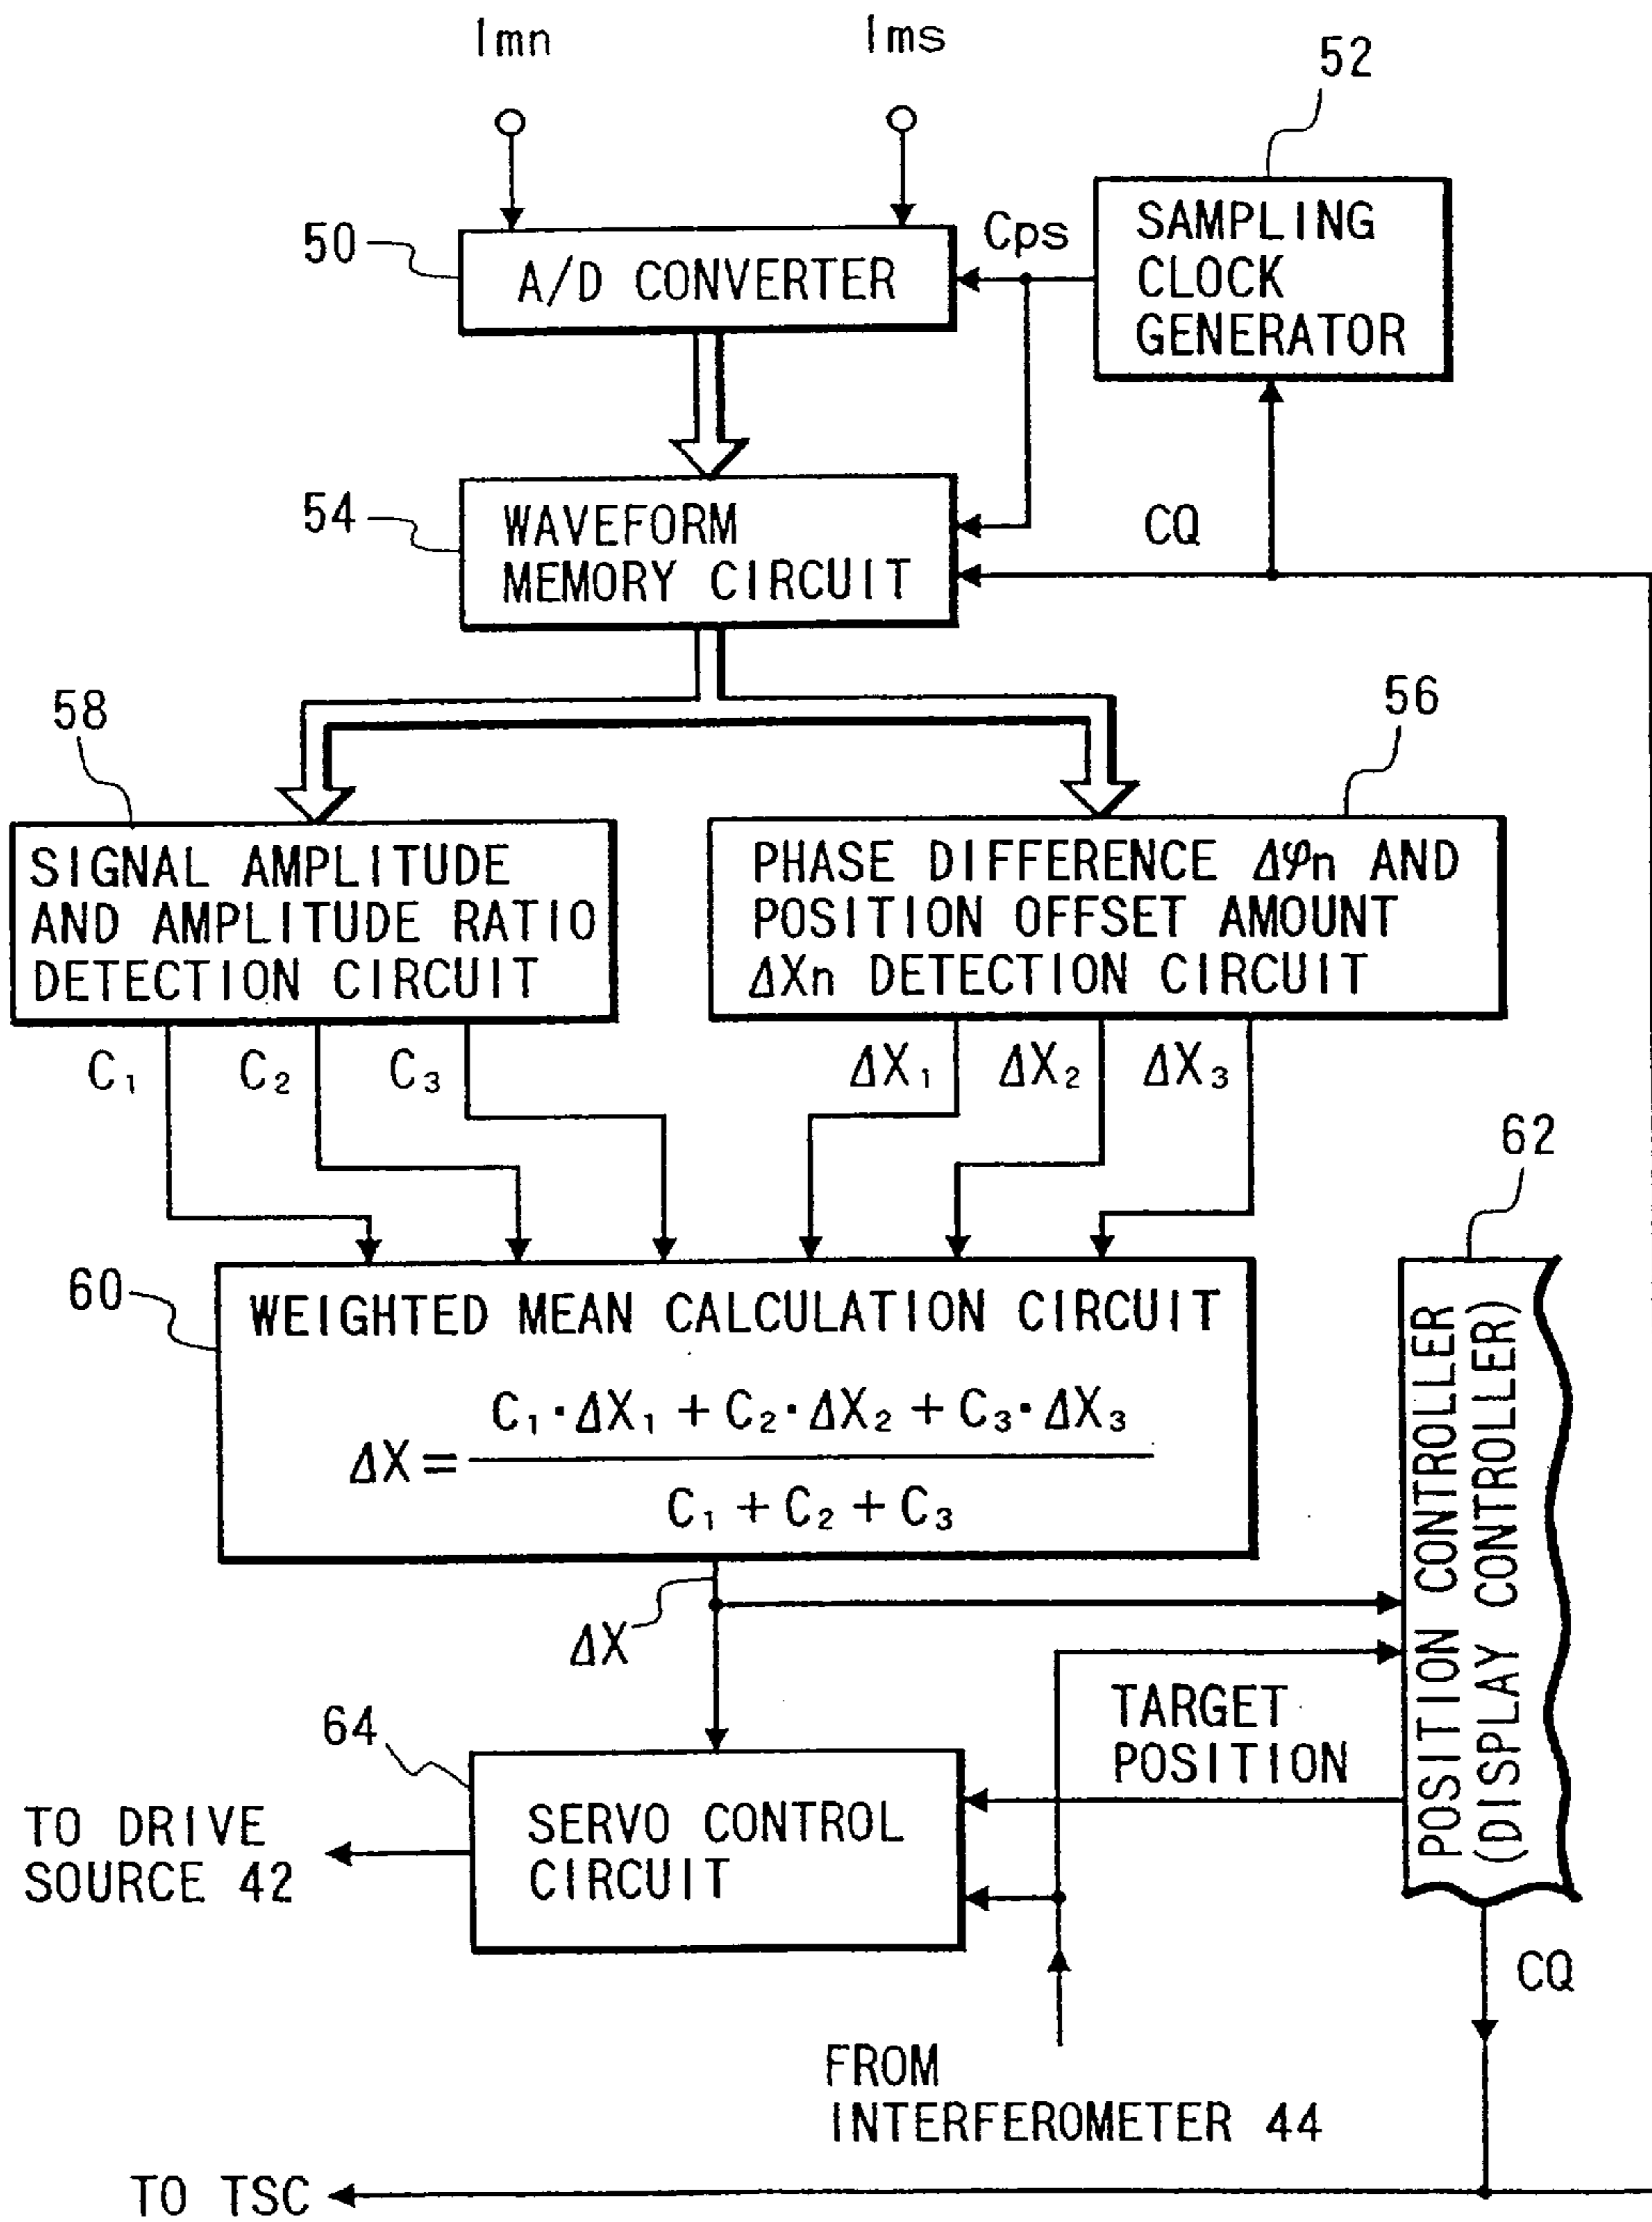 Imn
Ims
52
50
A/D CONVERTER
Cps
SAMPLING
CLOCK
GENERATOR
54
WAVEFORM
MEMORY CIRCUIT
CQ
58
56
SIGNAL AMPLITUDE
AND AMPLITUDE RATIO
DETECTION CIRCUIT
PHASE DIFFERENCE Δφn AND
POSITION OFFSET AMOUNT
ΔXn DETECTION CIRCUIT
C₁
C₂
C₃
ΔX₁
ΔX₂
ΔX₃
62
60
WEIGHTED MEAN CALCULATION CIRCUIT
C₁·ΔX₁ + C₂·ΔX₂ + C₃·ΔX₃
ΔX =
C₁ + C₂ + C₃
POSITION CONTROLLER
(DISPLAY CONTROLLER)
ΔX
64
TARGET
POSITION
SERVO CONTROL
CIRCUIT
TO DRIVE
SOURCE 42
CQ
FROM
INTERFEROMETER 44
TO TSC